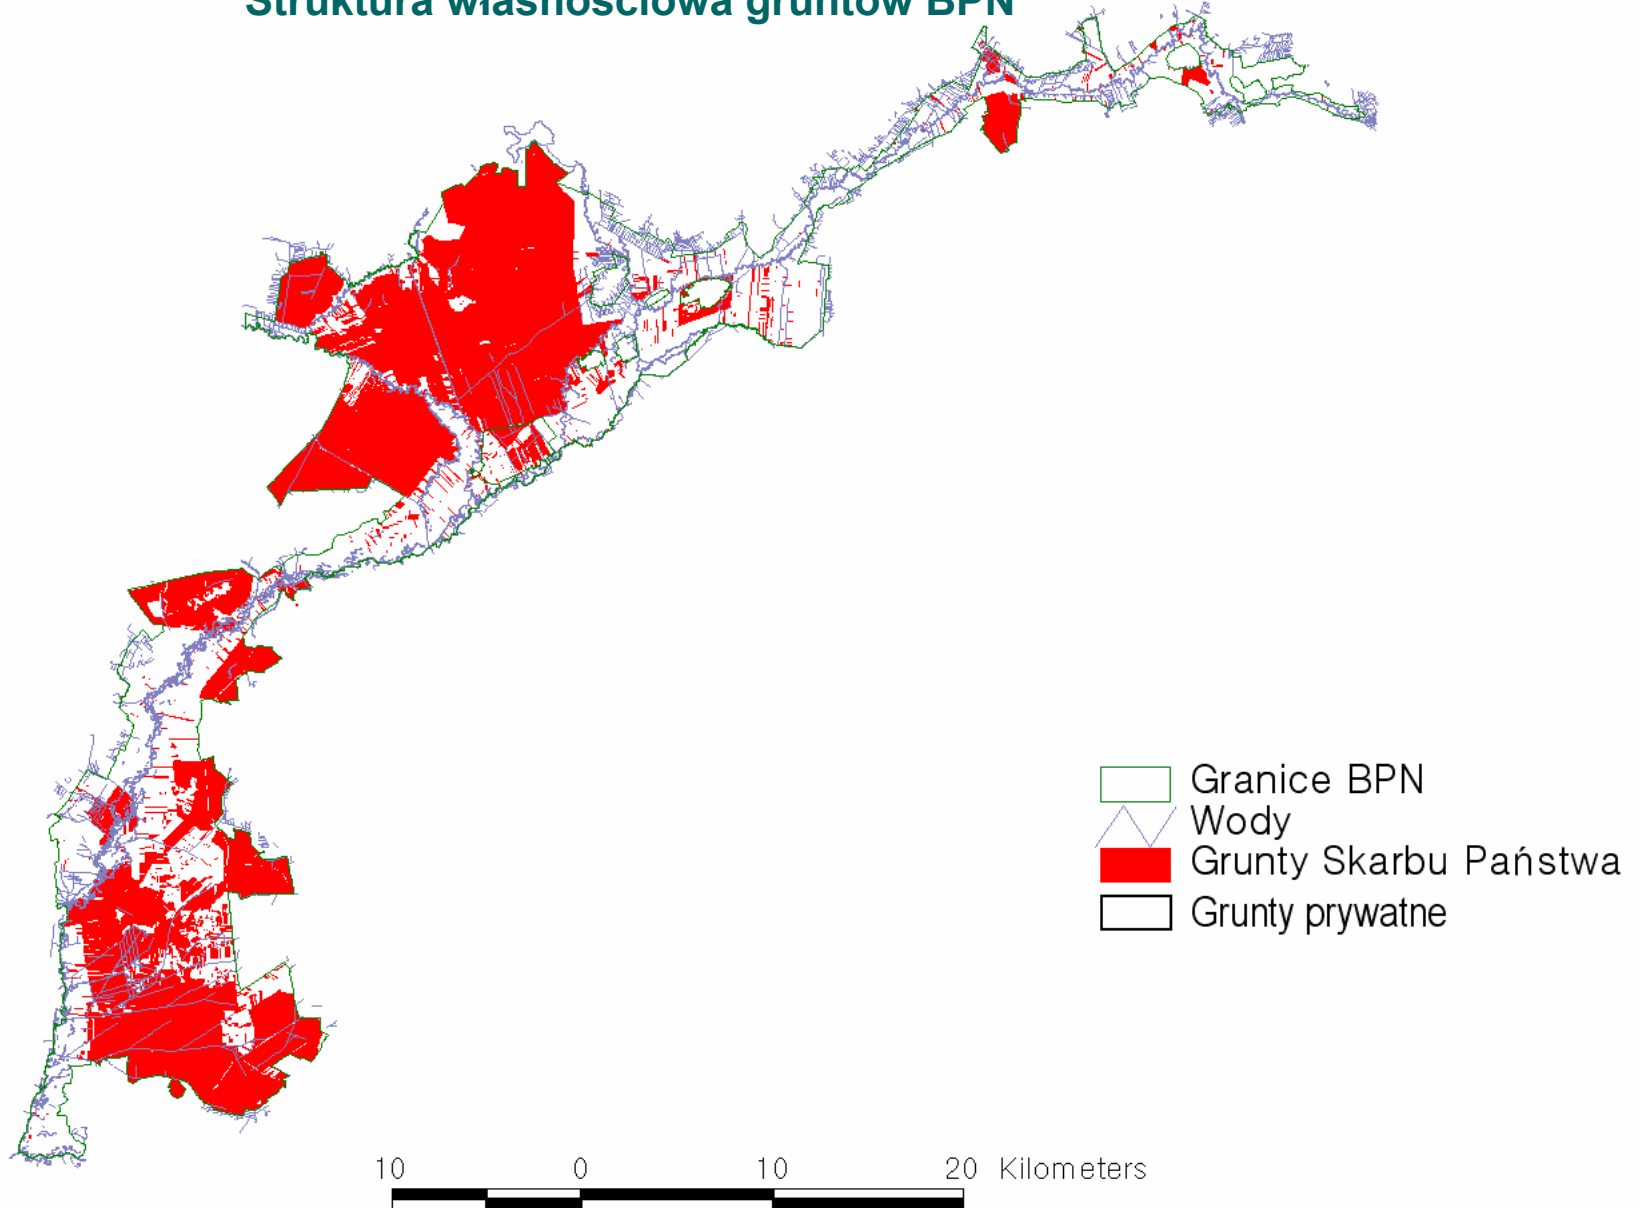 Struktura własnościowa gruntów BPN
Granice BPN
Wody
Grunty Skarbu Państwa
Grunty prywatne
10 0 10 20 Kilometers